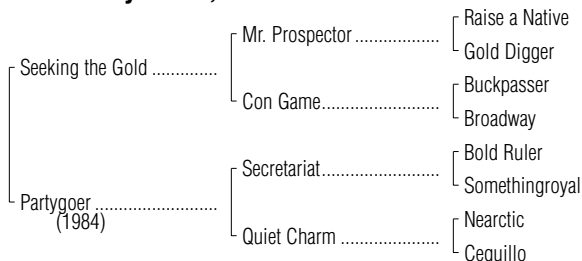 Raise a Native
Mr. Prospector ....................
Gold Digger
Seeking the Gold ...............
Buckpasser
Con Game............................
Broadway
Bold Ruler
Secretariat...........................
Somethingroyal
Partygoer ............................
(1984)
Nearctic
Quiet Charm .......................
Cequillo